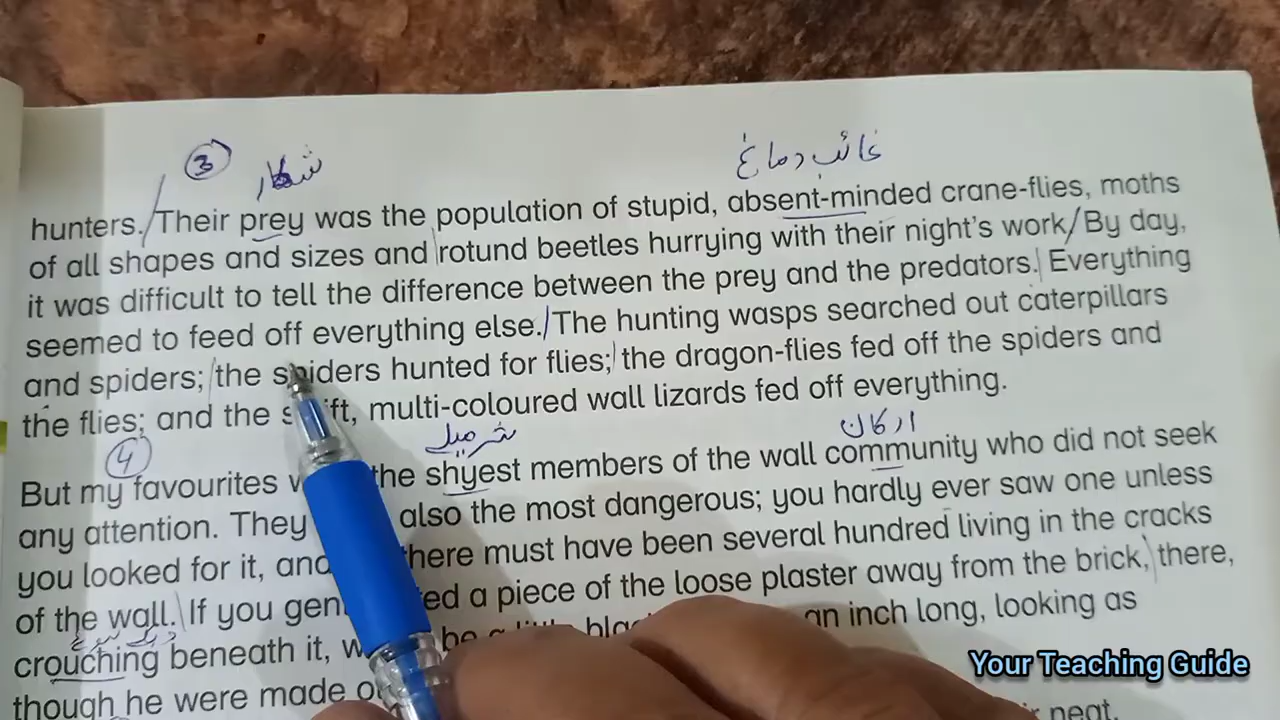 3 شکار غائب دماغ
hunters. Their prey was the population of stupid, absent-minded crane-flies, moths
of all shapes and sizes and rotund beetles hurrying with their night's work/ By day,
it was difficult to tell the difference between the prey and the predators. Everything
seemed to feed off everything else. The hunting wasps searched out caterpillars
and spiders; the spiders hunted for flies; the dragon-flies fed off the spiders and
the flies; and the swift, multi-coloured wall lizards fed off everything.
4 شرمیلے ارکان
But my favourites the shyest members of the wall community who did not seek
any attention. They also the most dangerous; you hardly ever saw one unless
you looked for it, and there must have been several hundred living in the cracks
of the wall. If you a piece of the loose plaster away from the brick, there,
crouching beneath it, be a little an inch long, looking as
though he were made neat.
Your Teaching Guide